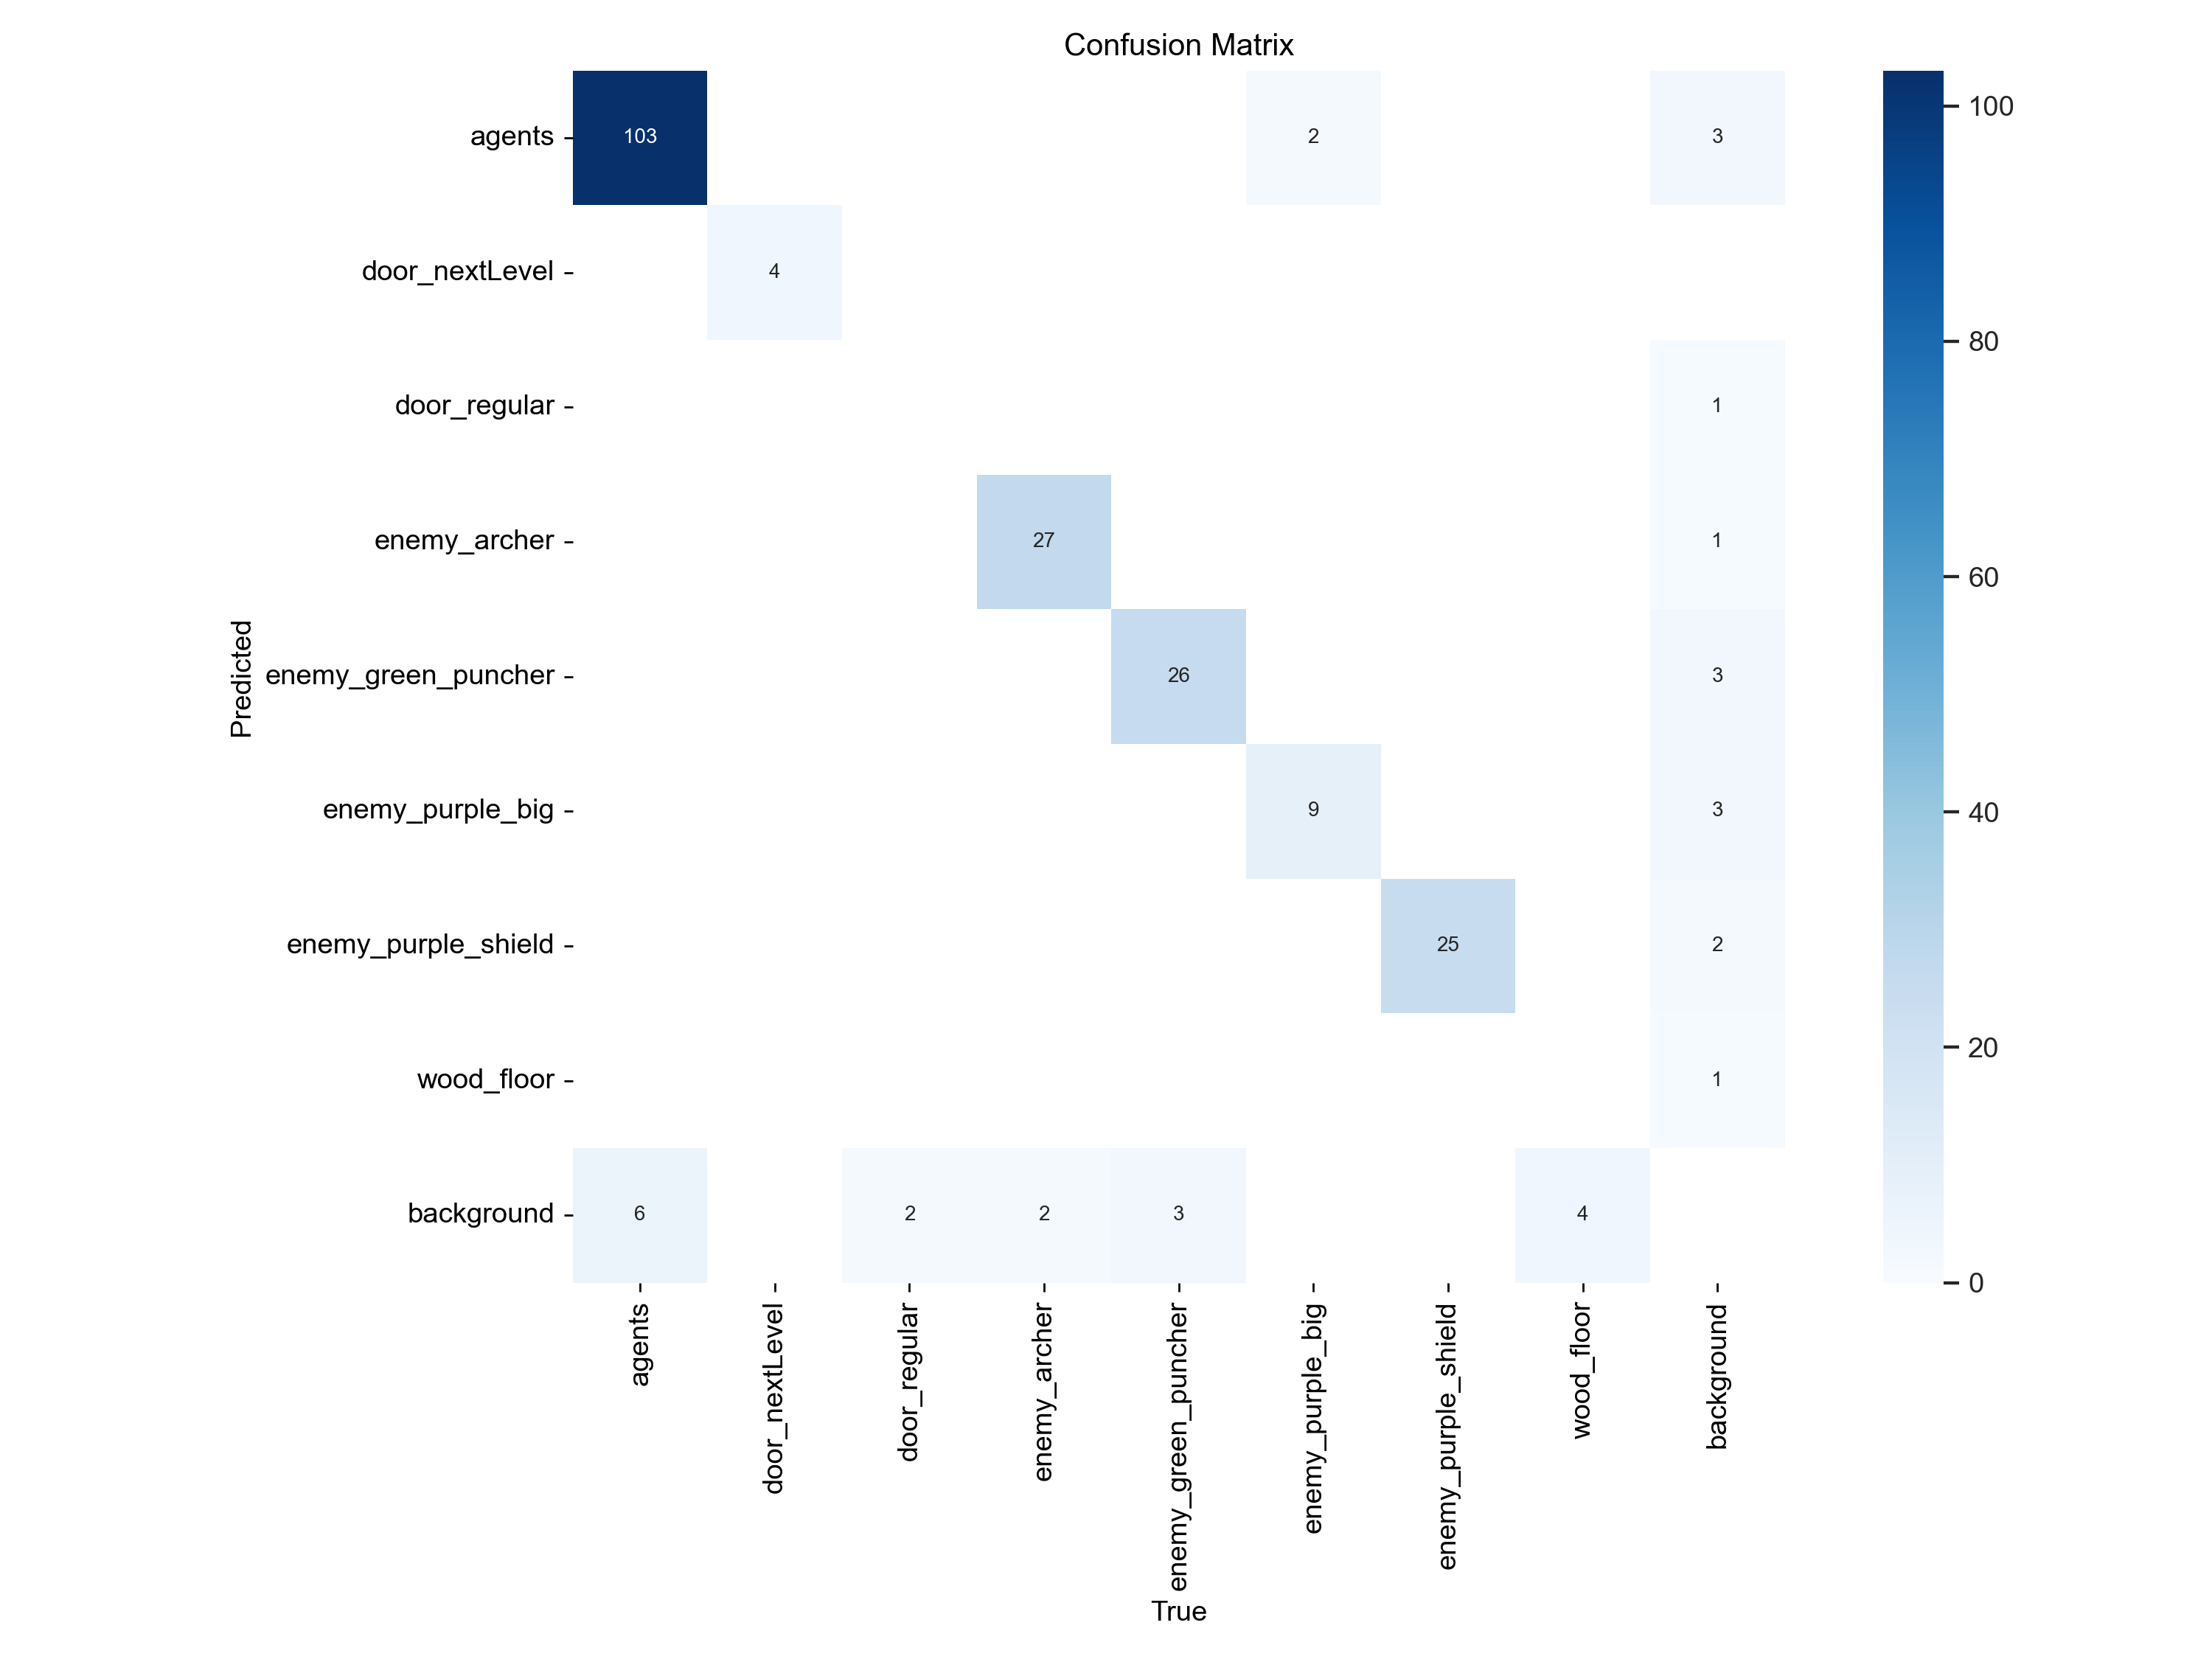 Confusion Matrix
agents
103
2
3
100
door_nextLevel
4
80
door_regular
1
enemy_archer
27
1
60
Predicted
enemy_green_puncher
26
3
enemy_purple_big
9
3
40
enemy_purple_shield
25
2
20
wood_floor
1
background
6
2
2
3
4
0
agents
door_nextLevel
door_regular
enemy_archer
enemy_green_puncher
enemy_purple_big
enemy_purple_shield
wood_floor
background
True